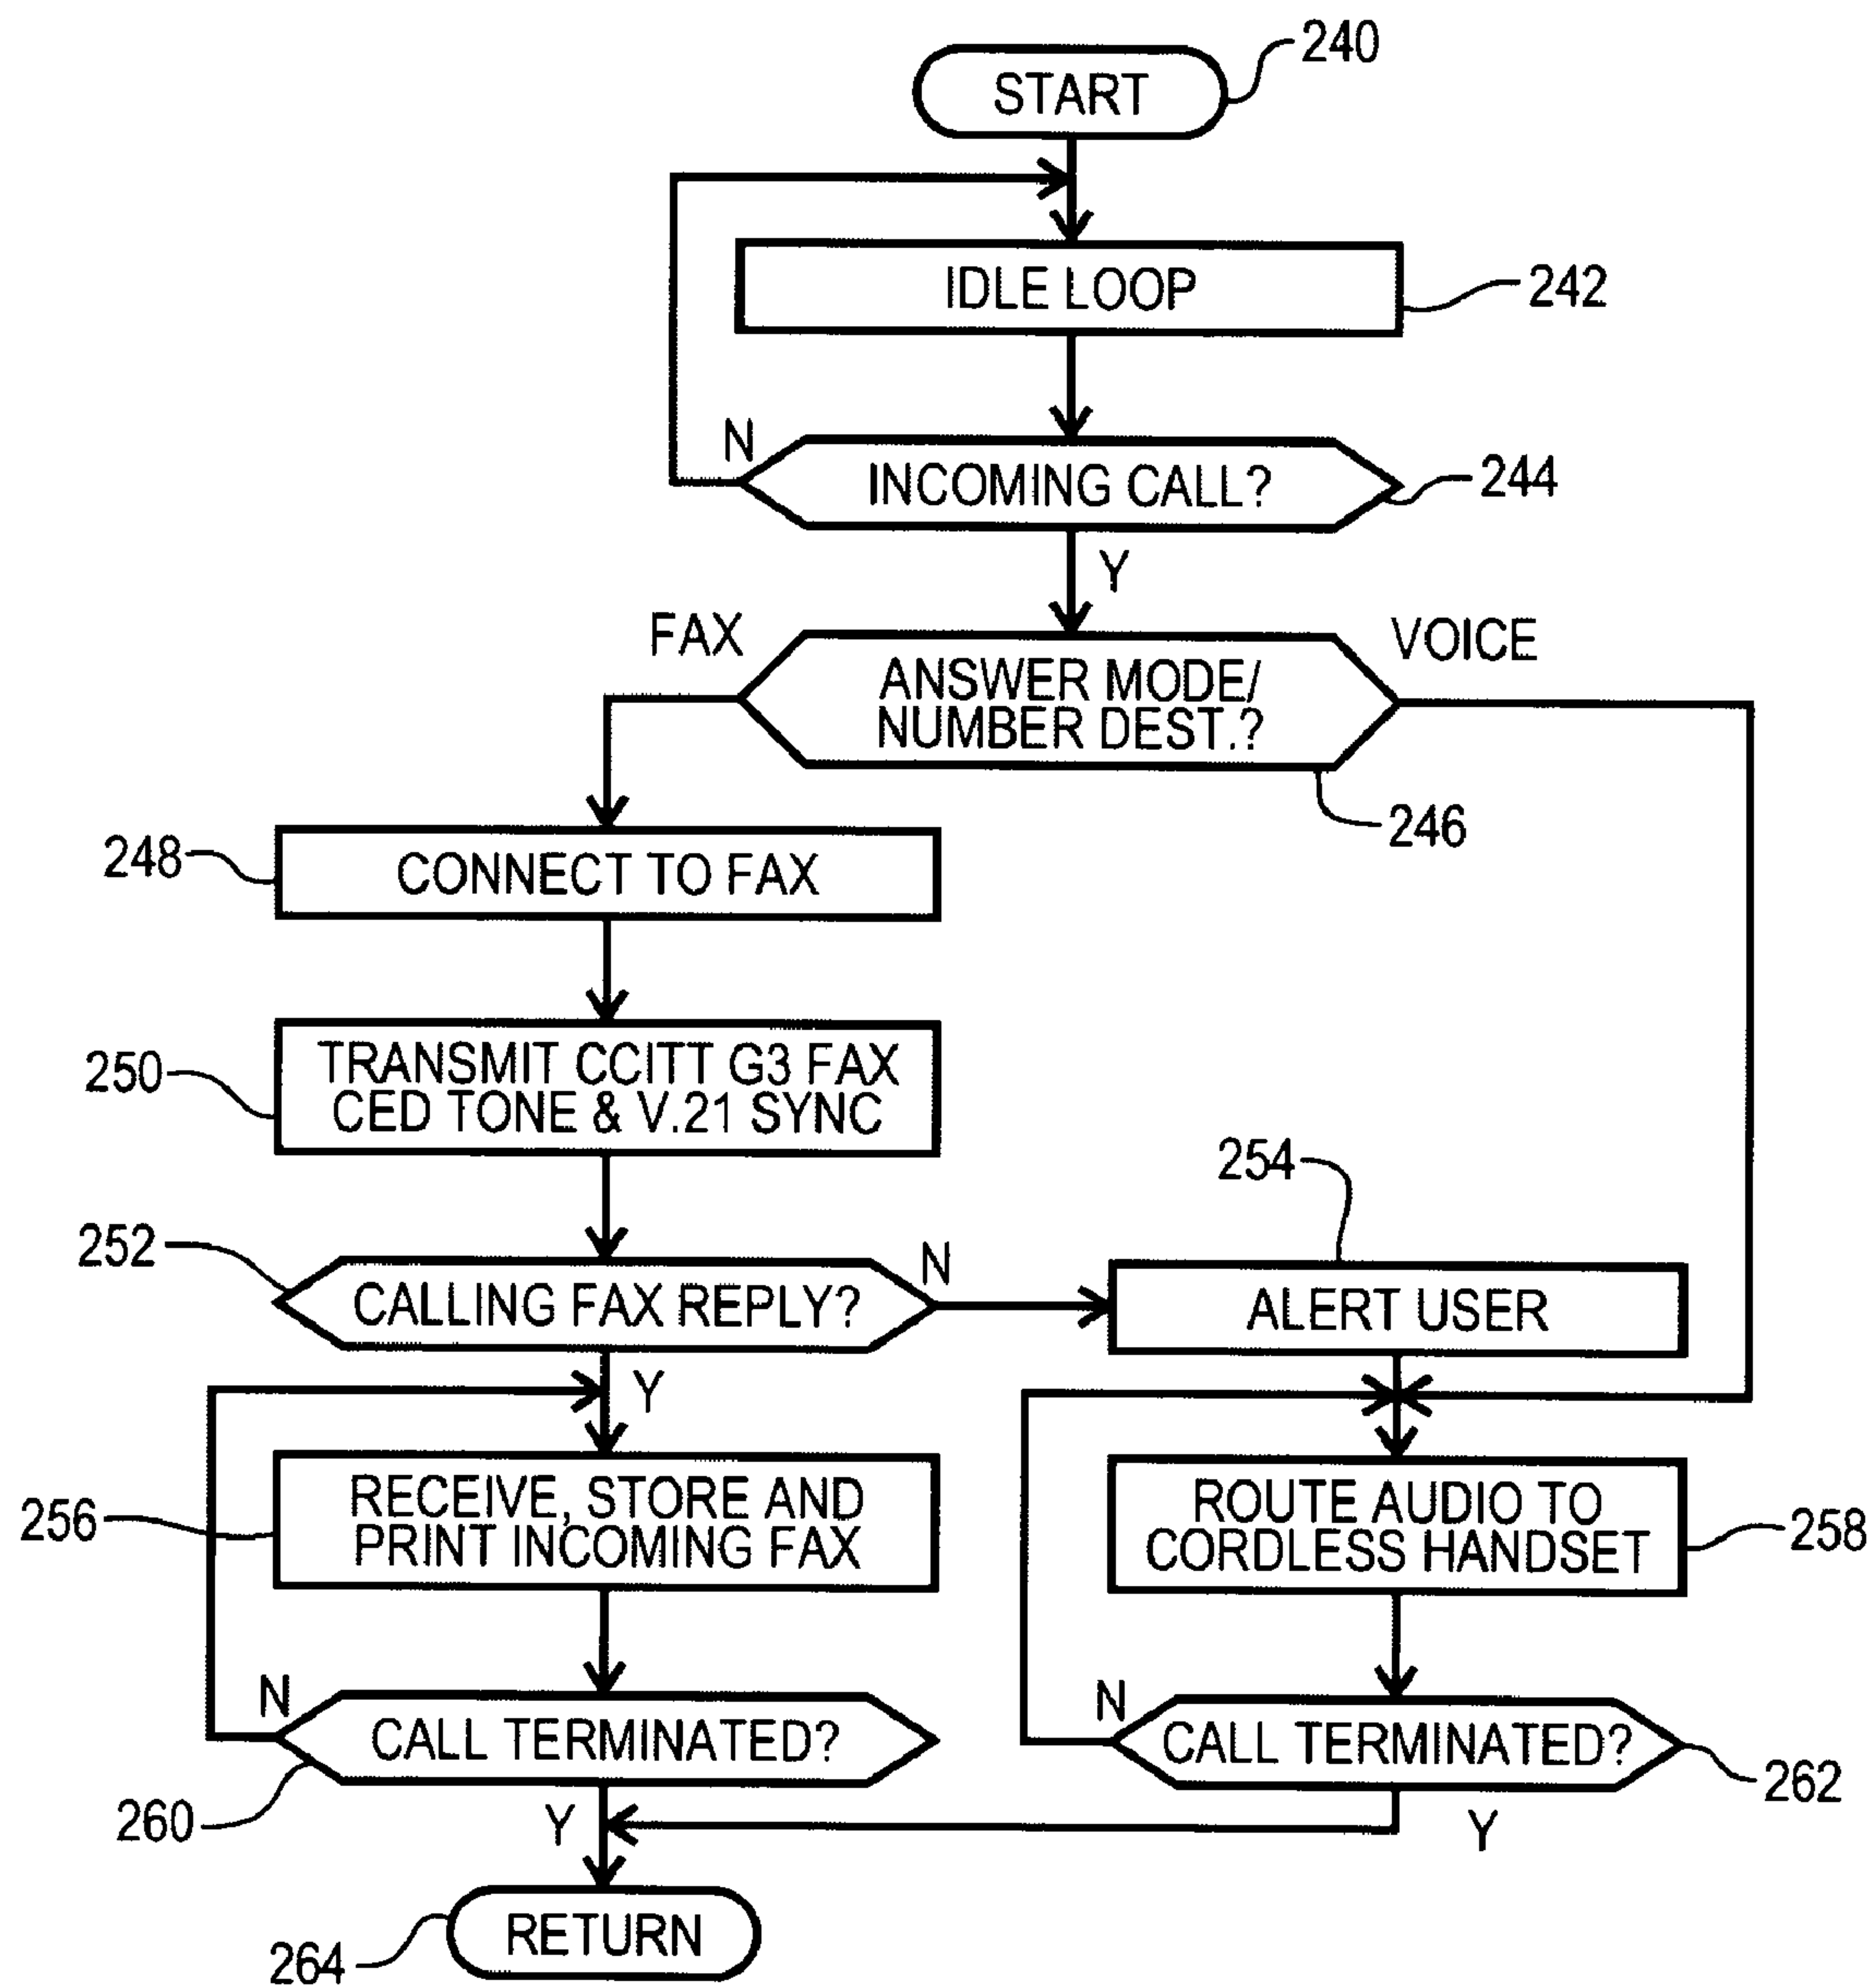 START
240
IDLE LOOP
242
N
INCOMING CALL?
244
Y
FAX
VOICE
ANSWER MODE/
NUMBER DEST.?
246
248
CONNECT TO FAX
250
TRANSMIT CCITT G3 FAX
CED TONE & V.21 SYNC
254
252
CALLING FAX REPLY?
N
ALERT USER
Y
256
RECEIVE, STORE AND
PRINT INCOMING FAX
ROUTE AUDIO TO
CORDLESS HANDSET
258
N
CALL TERMINATED?
260
N
CALL TERMINATED?
262
Y
Y
RETURN
264